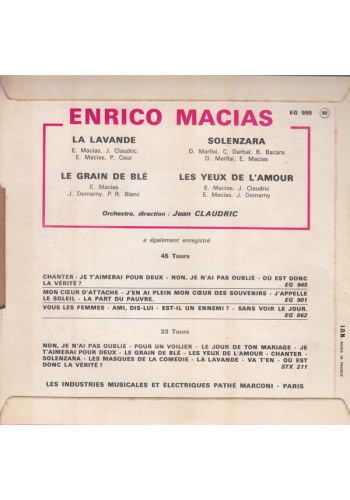 ENRICO MACIAS
EG 995 M
LA LAVANDE
E. Macias, J. Claudric
E. Macias, P. Cour
SOLENZARA
D. Marfisi, C. Darbal, B. Bacara
D. Marfisi, E. Macias
LE GRAIN DE BLÉ
E. Macias
J. Demarny, P. R. Blanc
LES YEUX DE L'AMOUR
E. Macias, J. Claudric
E. Macias, J. Demarny
Orchestre, direction : Jean CLAUDRIC
a également enregistré
45 Tours
CHANTER - JE T'AIMERAI POUR DEUX - NON, JE N'AI PAS OUBLIÉ - OÙ EST DONC
LA VÉRITÉ ? EG 945
MON CŒUR D'ATTACHE - J'EN AI PLEIN MON CŒUR DES SOUVENIRS - J'APPELLE
LE SOLEIL - LA PART DU PAUVRE. EG 901
VOUS LES FEMMES - AMI, DIS-LUI - EST-IL UN ENNEMI ? - SANS VOIR LE JOUR.
EG 862
33 Tours
NON, JE N'AI PAS OUBLIÉ - POUR UN VOILIER - LE JOUR DE TON MARIAGE - JE
T'AIMERAI POUR DEUX - LE GRAIN DE BLÉ - LES YEUX DE L'AMOUR - CHANTER -
SOLENZARA - LES MASQUES DE LA COMÉDIE - LA LAVANDE - VA T'EN - OÙ EST
DONC LA VÉRITÉ ? STX 211
LES INDUSTRIES MUSICALES ET ÉLECTRIQUES PATHÉ MARCONI - PARIS
I.D.N. MADE IN FRANCE